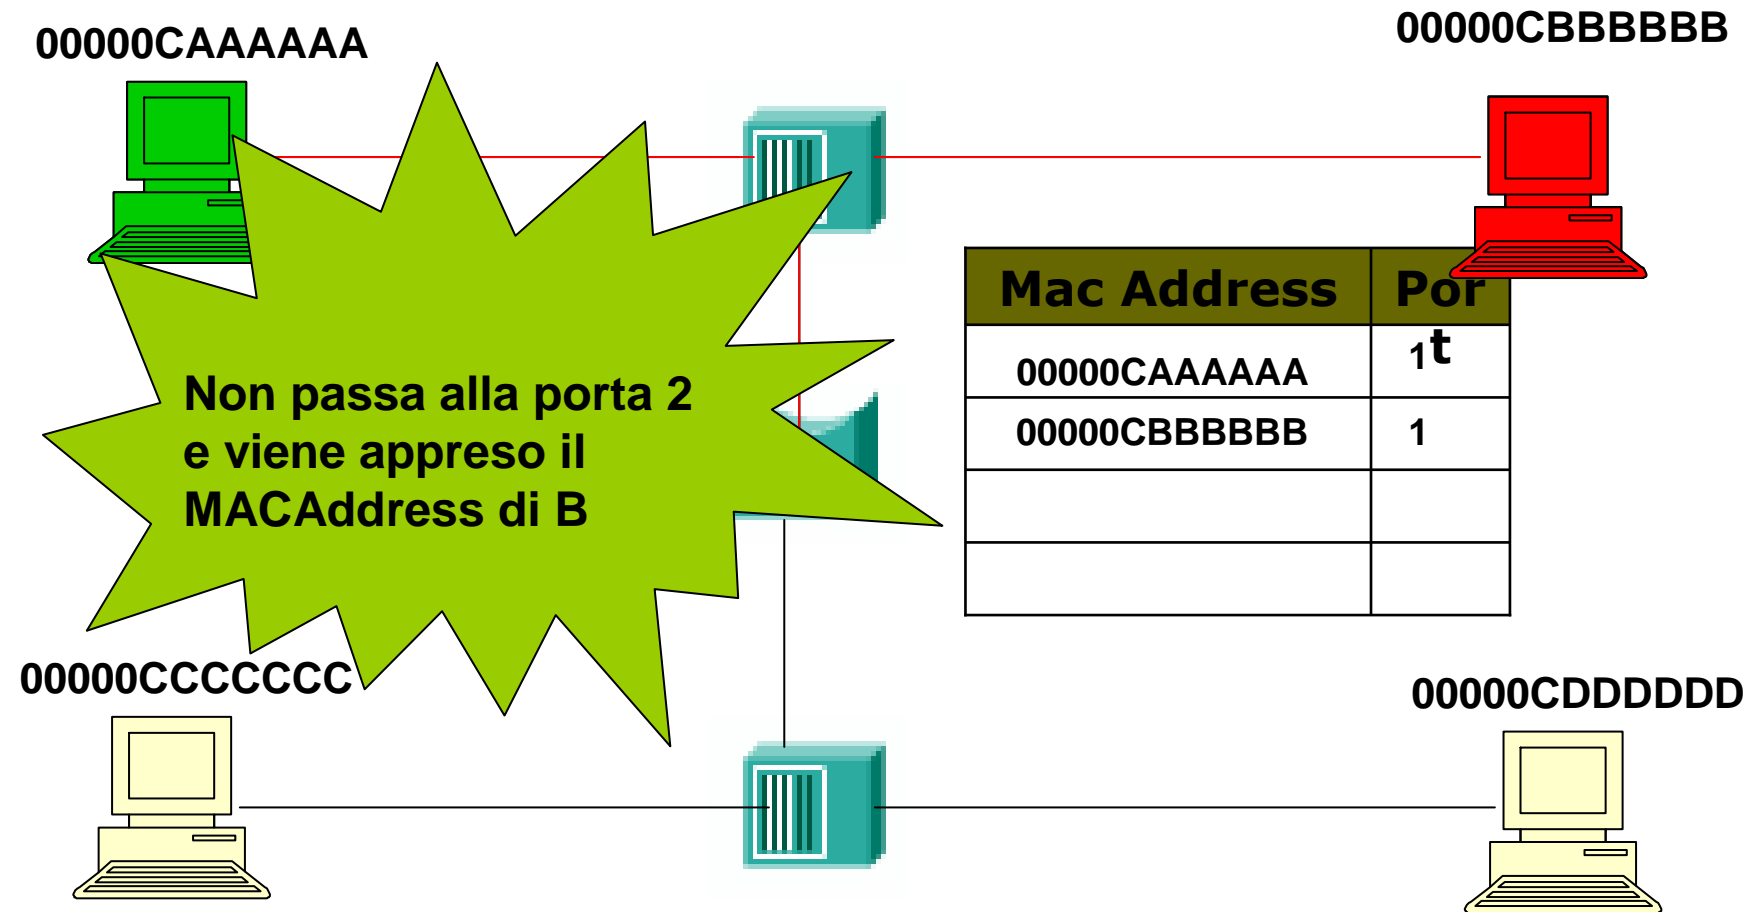 00000CAAAAAA
00000CBBBBBB
Mac Address Por
t
00000CAAAAAA 1
00000CBBBBBB 1
Non passa alla porta 2
e viene appreso il
MACAddress di B
00000CCCCCCC
00000CDDDDDD